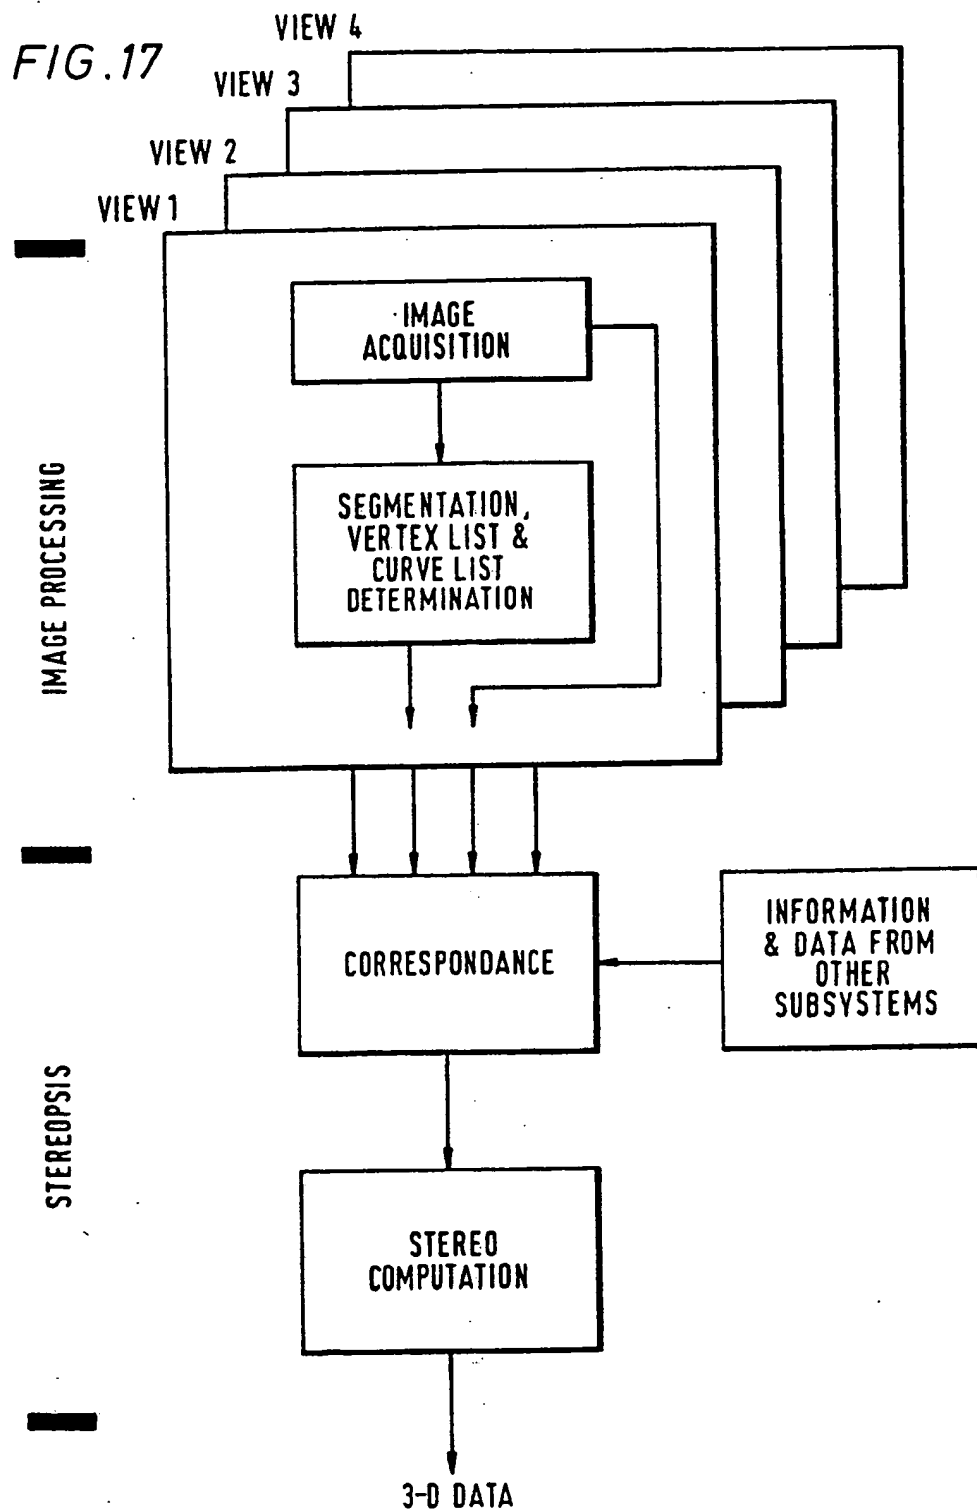 FIG.17
VIEW 4
VIEW 3
VIEW 2
VIEW 1
IMAGE PROCESSING
IMAGE
ACQUISITION
SEGMENTATION,
VERTEX LIST &
CURVE LIST
DETERMINATION
STEREOPSIS
CORRESPONDANCE
INFORMATION
& DATA FROM
OTHER
SUBSYSTEMS
STEREO
COMPUTATION
3-D DATA